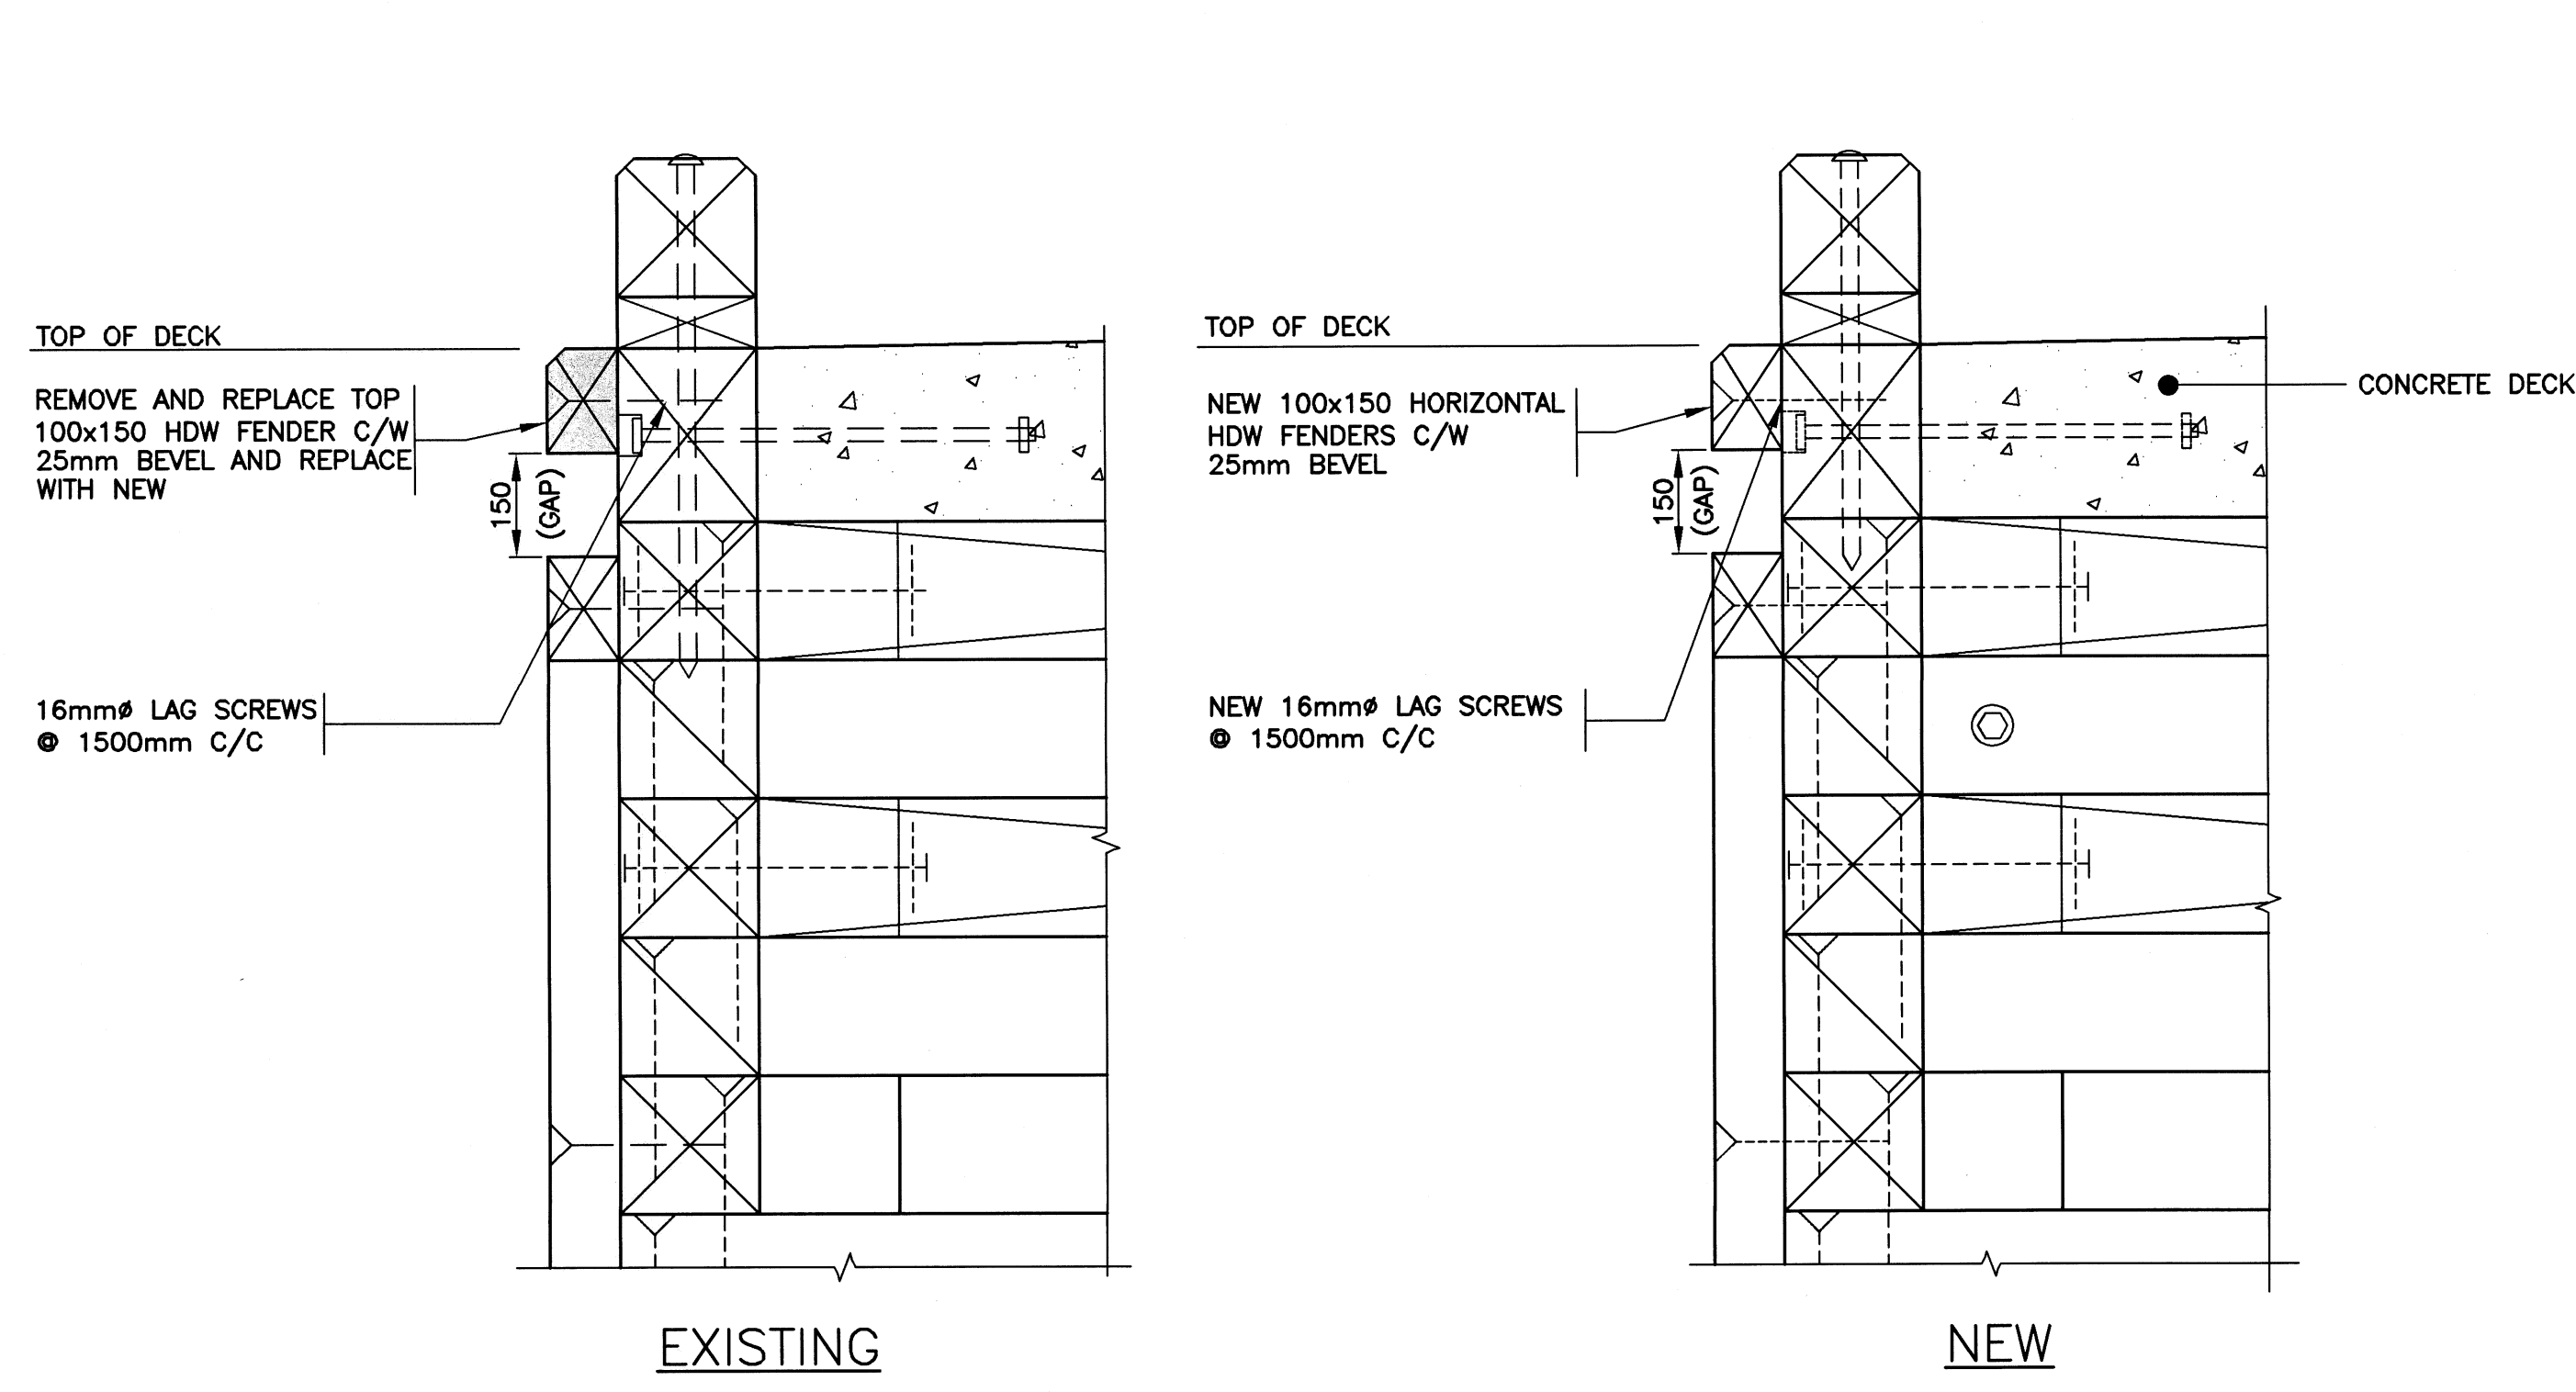 TOP OF DECK
REMOVE AND REPLACE TOP
100x150 HDW FENDER C/W
25mm BEVEL AND REPLACE
WITH NEW
150
(GAP)
16mmø LAG SCREWS
@ 1500mm C/C
EXISTING
TOP OF DECK
NEW 100x150 HORIZONTAL
HDW FENDERS C/W
25mm BEVEL
150
(GAP)
CONCRETE DECK
NEW 16mmø LAG SCREWS
@ 1500mm C/C
NEW